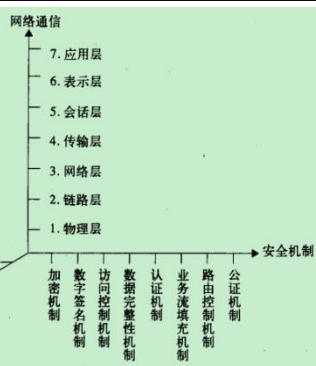 网络通信
7. 应用层
6. 表示层
5. 会话层
4. 传输层
3. 网络层
2. 链路层
1. 物理层
安全机制
加密机制
数字签名机制
访问控制机制
数据完整性机制
认证机制
业务流填充机制
路由控制机制
公证机制